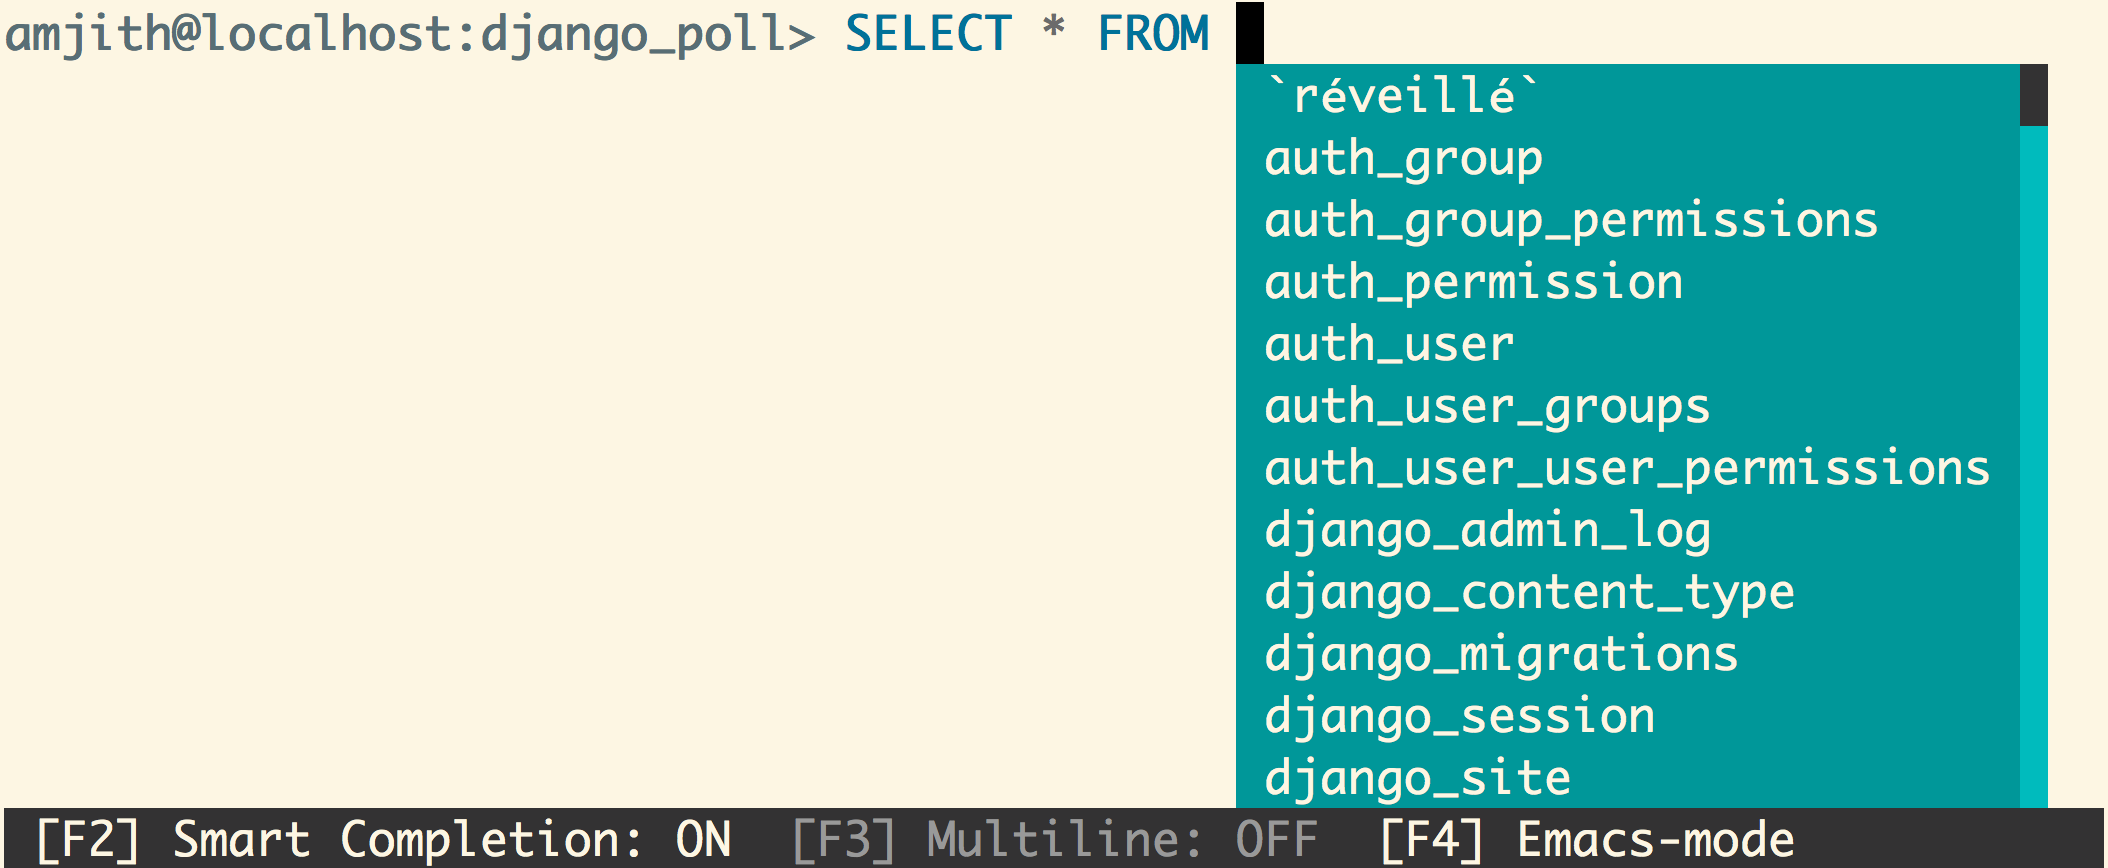 amjith@localhost:django_poll> SELECT * FROM
`réveillé`
auth_group
auth_group_permissions
auth_permission
auth_user
auth_user_groups
auth_user_user_permissions
django_admin_log
django_content_type
django_migrations
django_session
django_site
[F2] Smart Completion: ON [F3] Multiline: OFF [F4] Emacs-mode